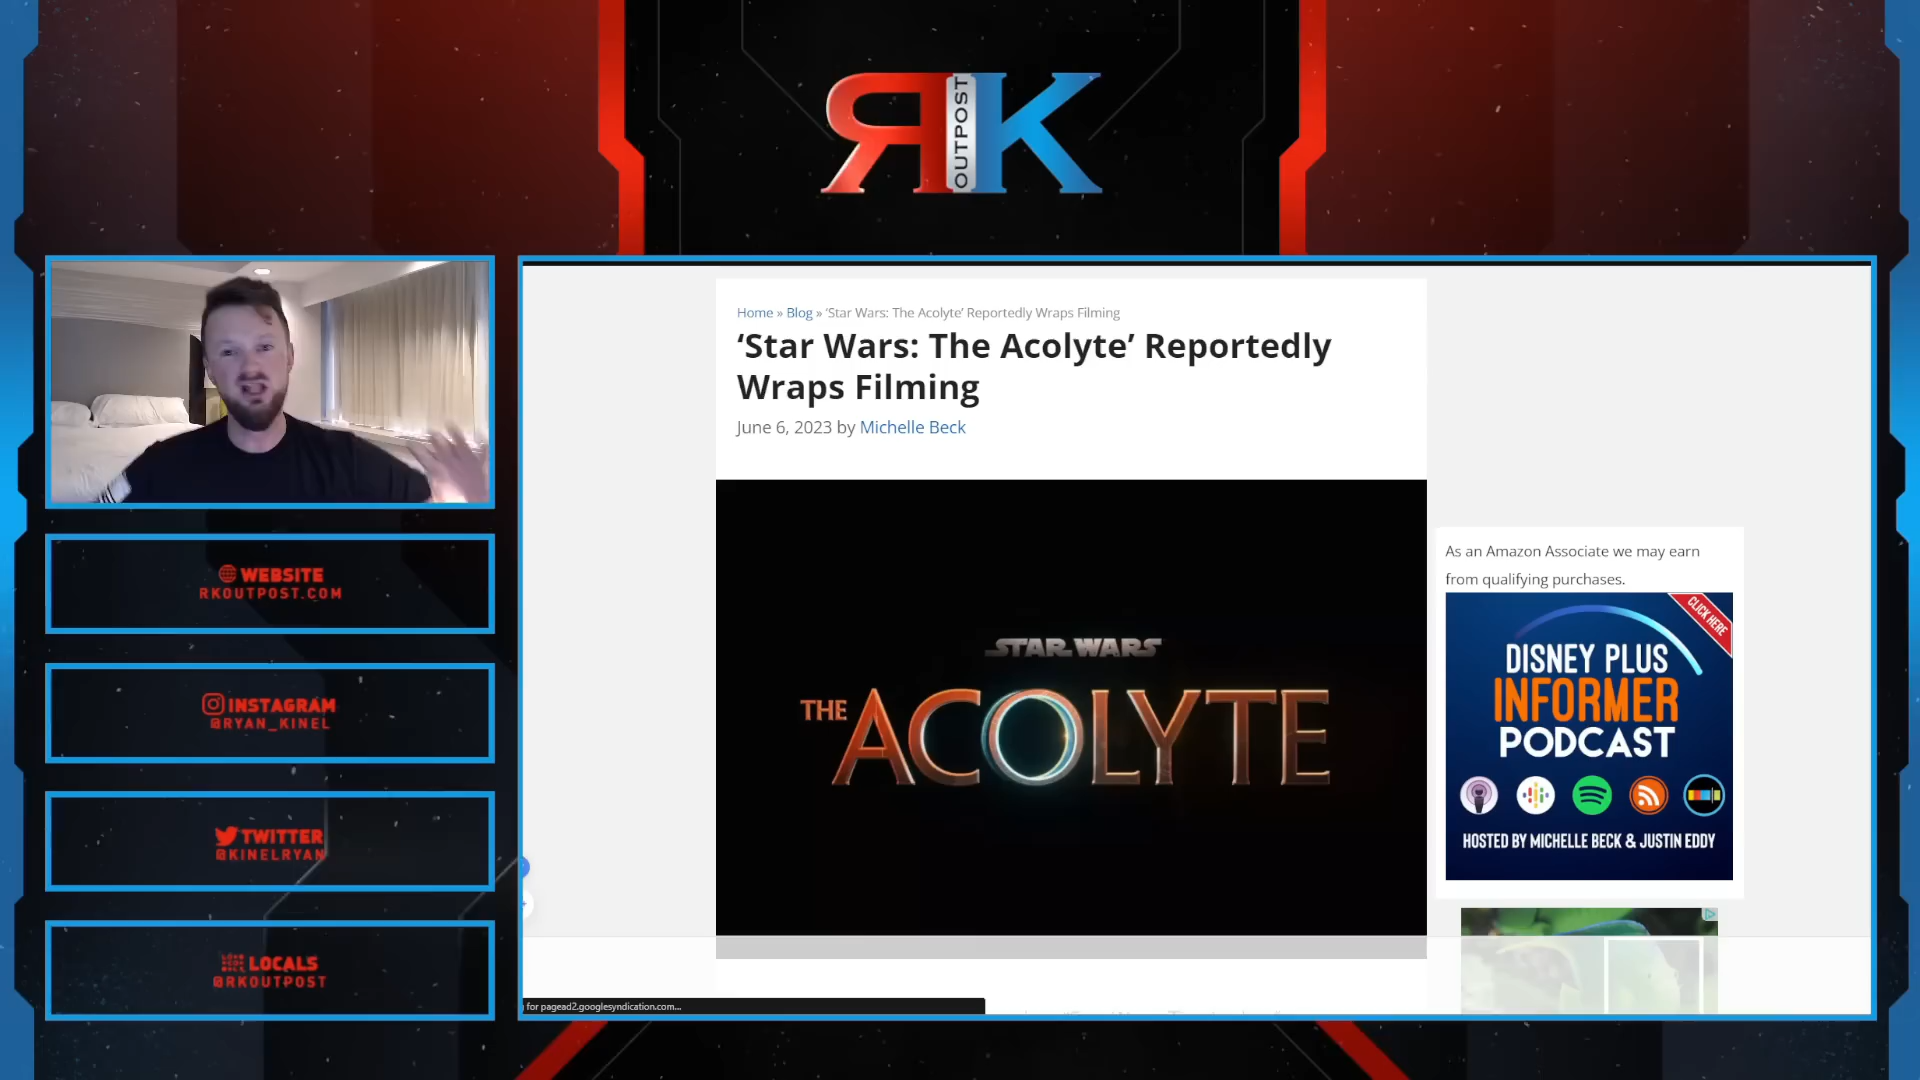 RK
OUTPOST
WEBSITE
RKOUTPOST.COM
INSTAGRAM
@RYAN_KINEL
TWITTER
@KINELRYAN
LOCALS
@RKOUTPOST
Home » Blog » ‘Star Wars: The Acolyte’ Reportedly Wraps Filming
‘Star Wars: The Acolyte’ Reportedly
Wraps Filming
June 6, 2023 by Michelle Beck
STAR WARS
THE ACOLYTE
As an Amazon Associate we may earn
from qualifying purchases.
CLICK HERE
DISNEY PLUS
INFORMER
PODCAST
HOSTED BY MICHELLE BECK & JUSTIN EDDY
for pagead2.googlesyndication.com...